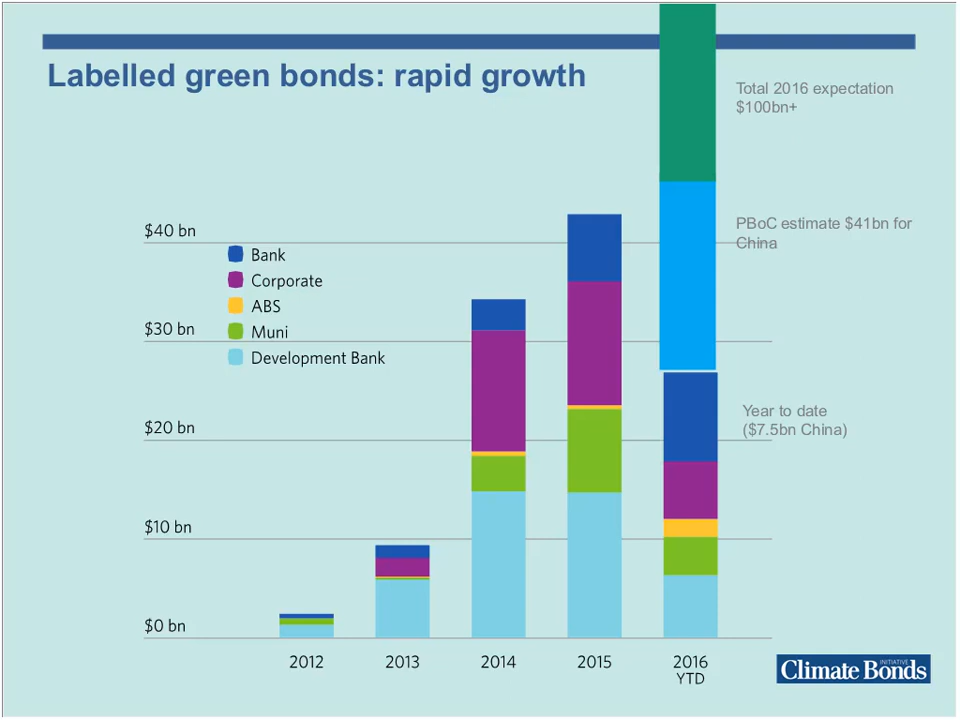 Labelled green bonds: rapid growth
Total 2016 expectation
$100bn+
PBoC estimate $41bn for
China
$40 bn
Bank
Corporate
ABS
$30 bn
Muni
Development Bank
Year to date
($7.5bn China)
$20 bn
$10 bn
$0 bn
2012
2013
2014
2015
2016
YTD
Climate Bonds
INITIATIVE